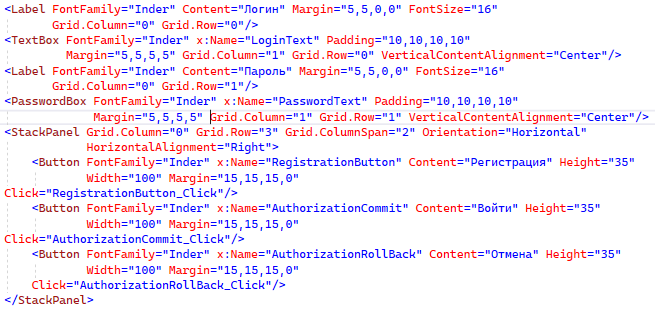 <Label FontFamily="Inder" Content="Логин" Margin="5,5,0,0" FontSize="16"
Grid.Column="0" Grid.Row="0"/>
<TextBox FontFamily="Inder" x:Name="LoginText" Padding="10,10,10,10"
Margin="5,5,5,5" Grid.Column="1" Grid.Row="0" VerticalContentAlignment="Center"/>
<Label FontFamily="Inder" Content="Пароль" Margin="5,5,0,0" FontSize="16"
Grid.Column="0" Grid.Row="1"/>
<PasswordBox FontFamily="Inder" x:Name="PasswordText" Padding="10,10,10,10"
Margin="5,5,5,5" Grid.Column="1" Grid.Row="1" VerticalContentAlignment="Center"/>
<StackPanel Grid.Column="0" Grid.Row="3" Grid.ColumnSpan="2" Orientation="Horizontal"
HorizontalAlignment="Right">
<Button FontFamily="Inder" x:Name="RegistrationButton" Content="Регистрация" Height="35"
Width="100" Margin="15,15,15,0"
Click="RegistrationButton_Click"/>
<Button FontFamily="Inder" x:Name="AuthorizationCommit" Content="Войти" Height="35"
Width="100" Margin="15,15,15,0"
Click="AuthorizationCommit_Click"/>
<Button FontFamily="Inder" x:Name="AuthorizationRollBack" Content="Отмена" Height="35"
Width="100" Margin="15,15,15,0"
Click="AuthorizationRollBack_Click"/>
</StackPanel>